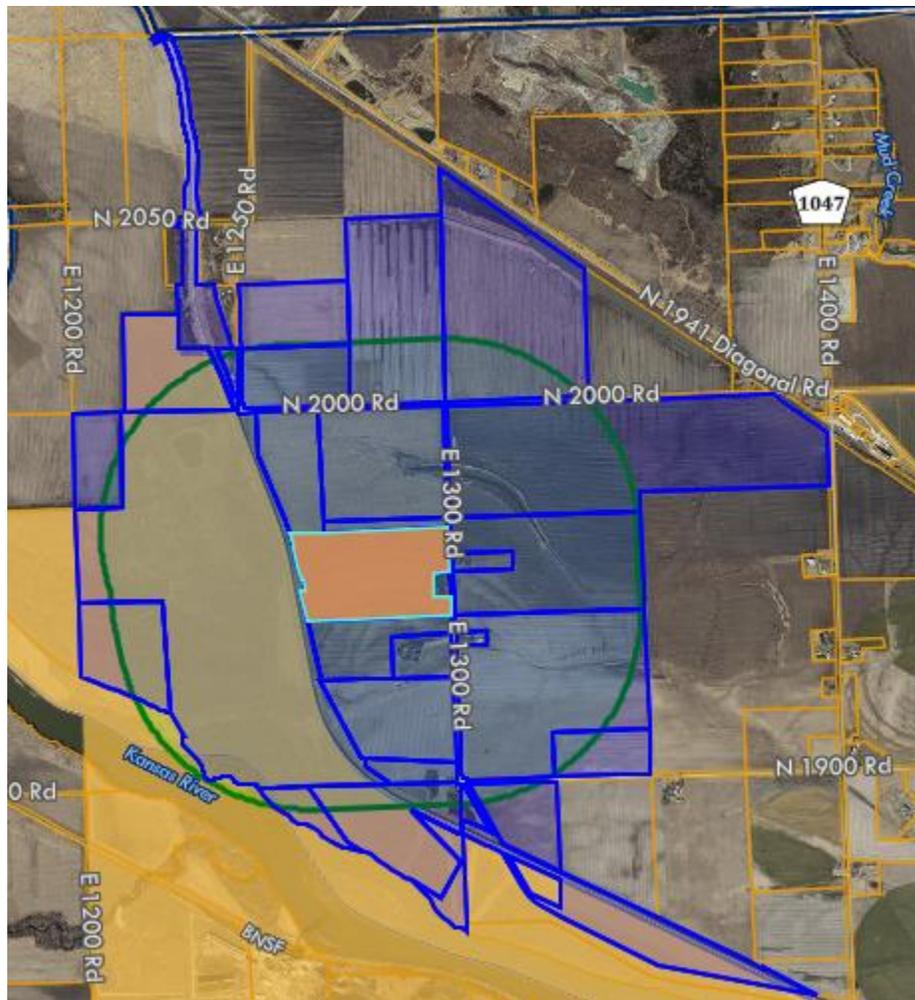 Mud Creek
1047
N 2050 Rd
E 1250 Rd
E 1200 Rd
E 1400 Rd
N 1941 Diagonal Rd
N 2000 Rd
N 2000 Rd
E 1300 Rd
E 1300 Rd
Kansas River
0 Rd
N 1900 Rd
E 1200 Rd
BNSF